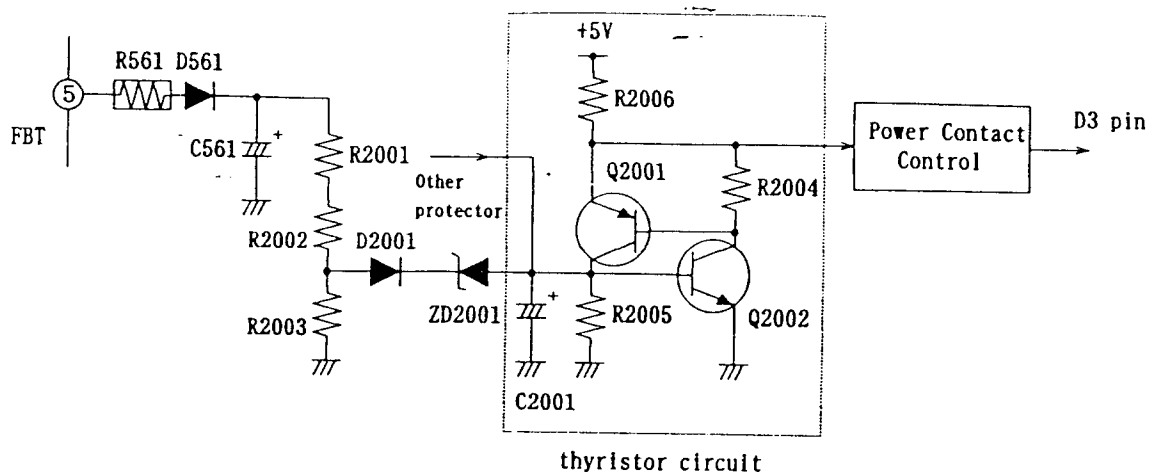 +5V
R561 D561
5
FBT
C561
+
R2001
R2006
Other
protector
Q2001
R2004
Power Contact
Control
D3 pin
R2002
D2001
R2003
ZD2001
+
R2005
Q2002
C2001
thyristor circuit